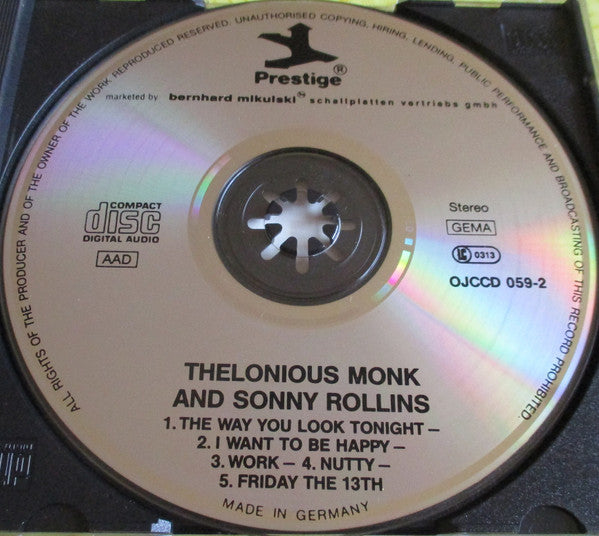 ALL RIGHTS OF THE PRODUCER AND OF THE OWNER OF THE WORK REPRODUCED RESERVED. UNAUTHORISED COPYING, HIRING, LENDING, PUBLIC PERFORMANCE AND BROADCASTING OF THIS RECORD PROHIBITED.
Prestige®
marketed by bernhard mikulski schallplatten vertriebs gmbh
COMPACT
disc
DIGITAL AUDIO
AAD
Stereo
GEMA
LC 0313
OJCCD 059-2
THELONIOUS MONK
AND SONNY ROLLINS
1. THE WAY YOU LOOK TONIGHT –
2. I WANT TO BE HAPPY –
3. WORK – 4. NUTTY –
5. FRIDAY THE 13TH
MADE IN GERMANY